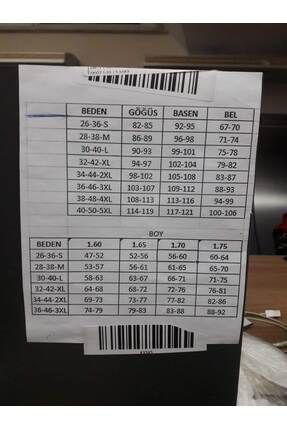 BEDEN GÖĞÜS BASEN BEL
26-36-S 82-85 92-95 67-70
28-38-M 86-89 96-98 71-74
30-40-L 90-93 99-101 75-78
32-42-XL 94-97 102-104 79-82
34-44-2XL 98-102 105-108 83-87
36-46-3XL 103-107 109-112 88-93
38-48-4XL 108-113 113-116 94-99
40-50-5XL 114-119 117-121 100-106
BOY
BEDEN 1.60 1.65 1.70 1.75
26-36-S 47-52 52-56 56-60 60-64
28-38-M 53-57 56-61 61-65 65-70
30-40-L 58-63 63-67 66-71 71-75
32-42-XL 64-68 68-72 72-76 76-81
34-44-2XL 69-73 73-77 77-82 82-86
36-46-3XL 74-79 79-83 83-88 88-92